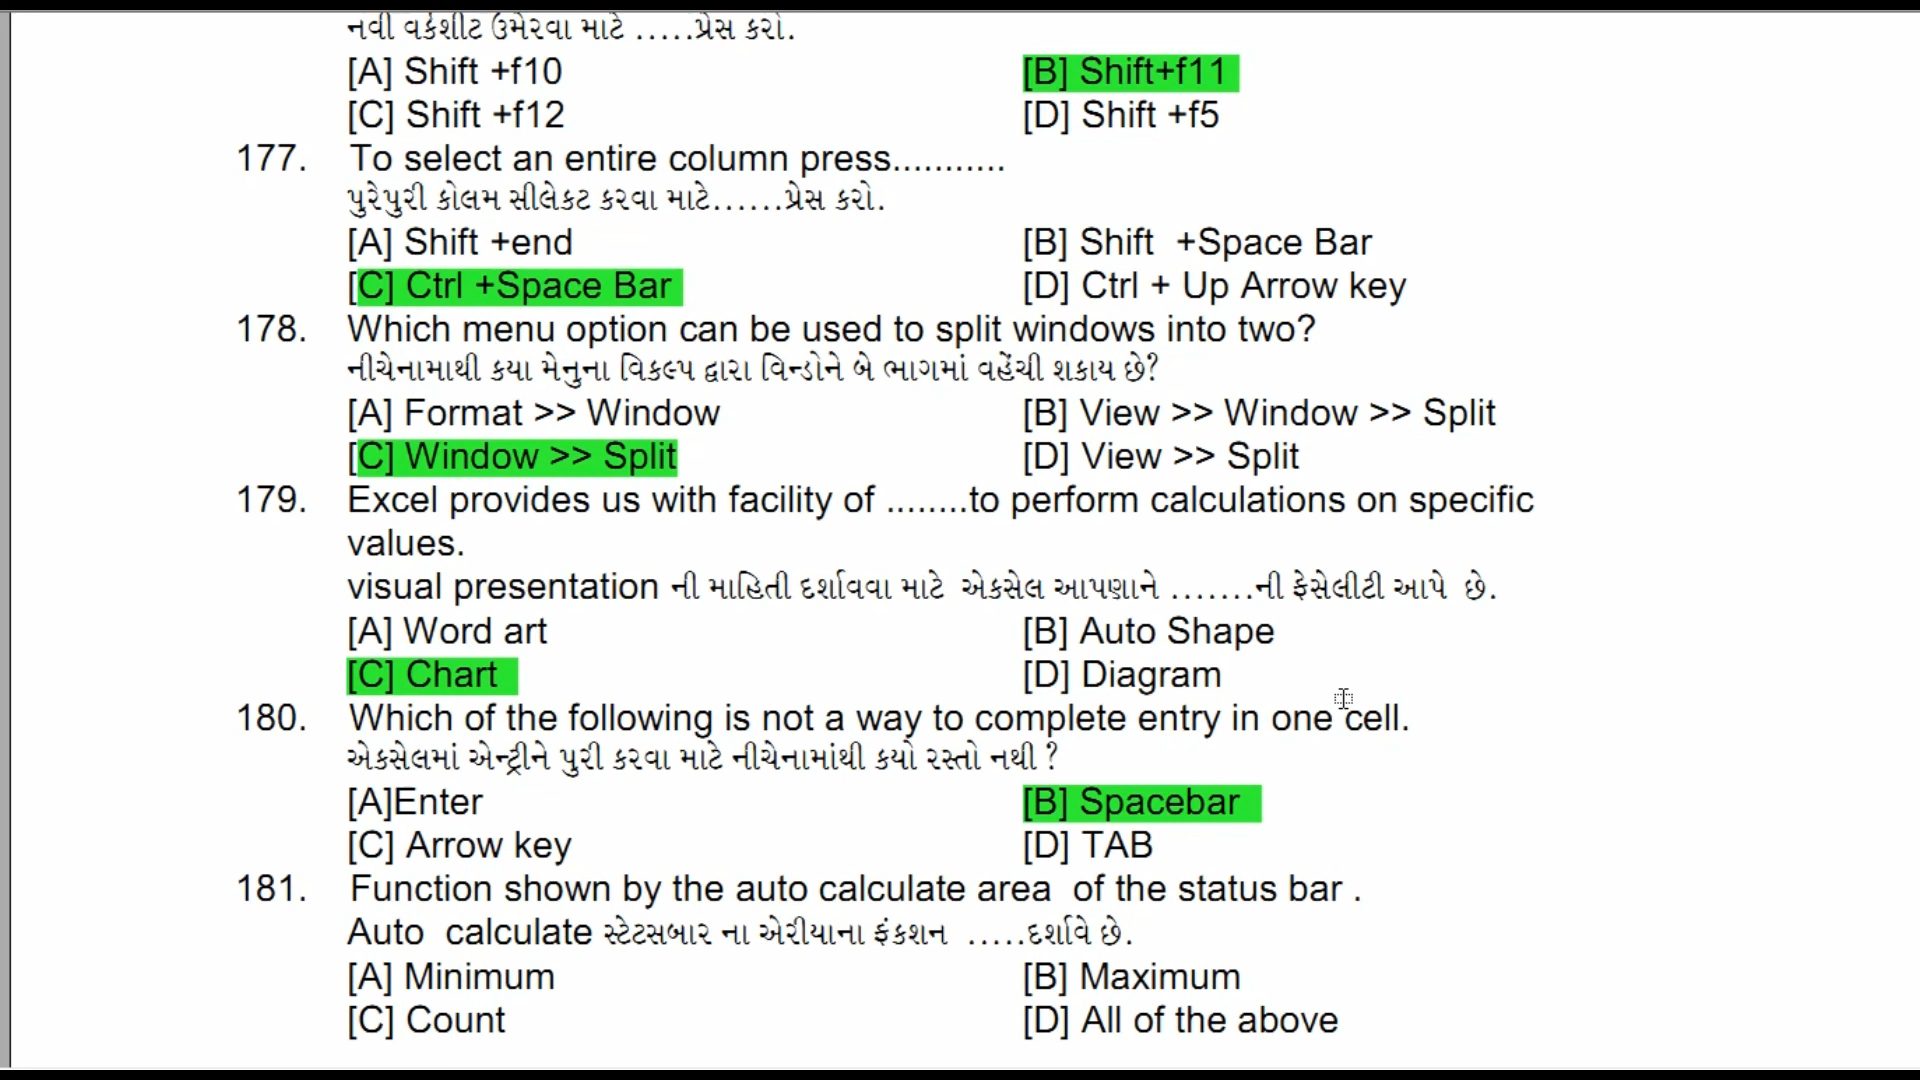 નવી વર્કશીટ ઉમેરવા માટે .....પ્રેસ કરો.
[A] Shift +f10 [B] Shift+f11
[C] Shift +f12 [D] Shift +f5
177. To select an entire column press...........
પુરેપુરી કોલમ સીલેકટ કરવા માટે......પ્રેસ કરો.
[A] Shift +end [B] Shift +Space Bar
[C] Ctrl +Space Bar [D] Ctrl + Up Arrow key
178. Which menu option can be used to split windows into two?
નીચેનામાથી કયા મેનુના વિકલ્પ દ્વારા વિન્ડોને બે ભાગમાં વહેંચી શકાય છે?
[A] Format >> Window [B] View >> Window >> Split
[C] Window >> Split [D] View >> Split
179. Excel provides us with facility of ........to perform calculations on specific
values.
visual presentation ની માહિતી દર્શાવવા માટે એકસેલ આપણાને .......ની ફેસેલીટી આપે છે.
[A] Word art [B] Auto Shape
[C] Chart [D] Diagram
180. Which of the following is not a way to complete entry in one cell.
એકસેલમાં એન્ટ્રીને પુરી કરવા માટે નીચેનામાંથી કયો રસ્તો નથી ?
[A]Enter [B] Spacebar
[C] Arrow key [D] TAB
181. Function shown by the auto calculate area of the status bar .
Auto calculate સ્ટેટસબાર ના એરીયાના ફંકશન .....દર્શાવે છે.
[A] Minimum [B] Maximum
[C] Count [D] All of the above